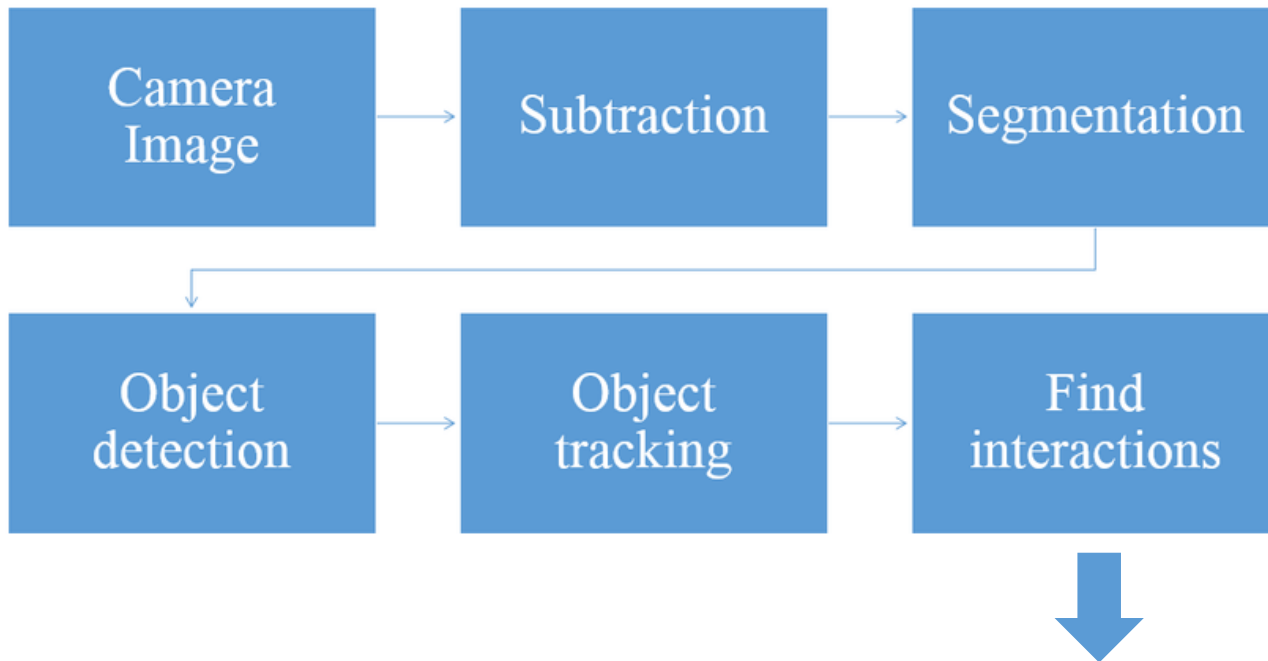 Camera
Image
Subtraction
Segmentation
Object
detection
Object
tracking
Find
interactions